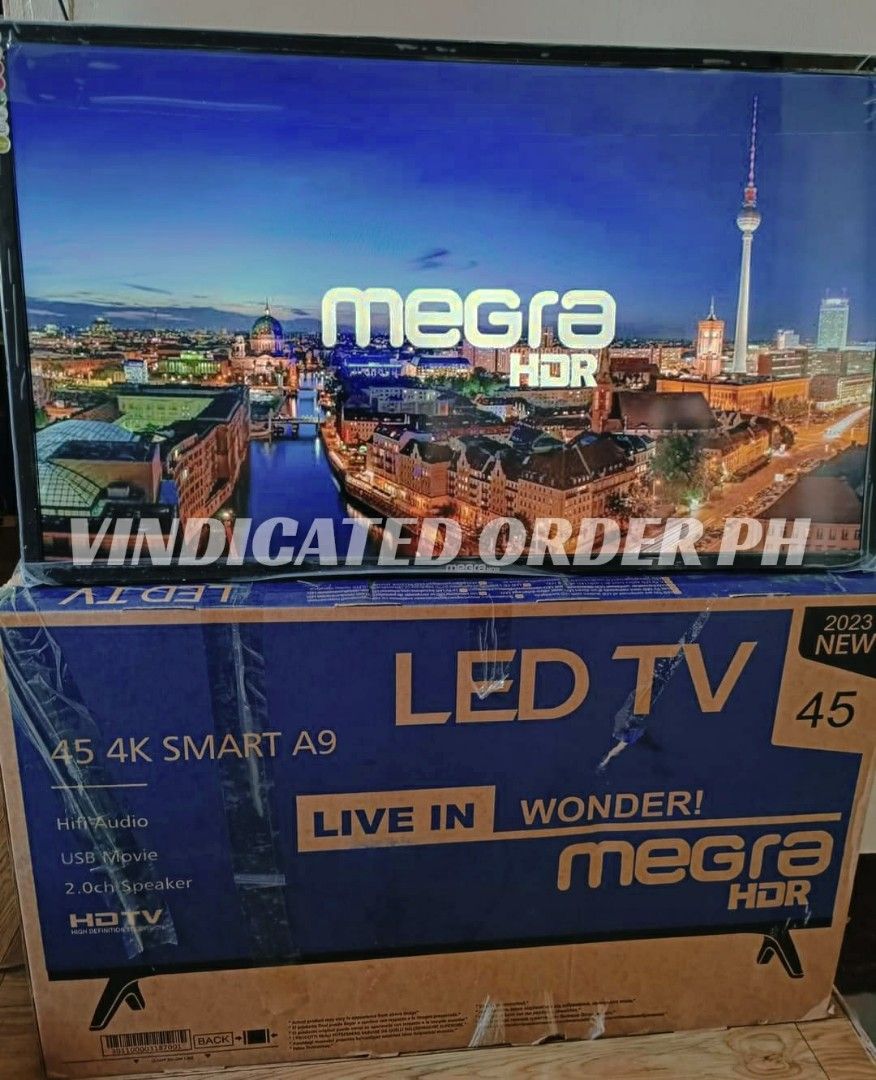 megra
HDR
VINDICATED ORDER PH
megra
LED TV
LED TV
2023
NEW
45
45 4K SMART A9
Hifi Audio
USB Movie
2.0ch Speaker
LIVE IN WONDER!
megra
HDR
HDTV
BACK